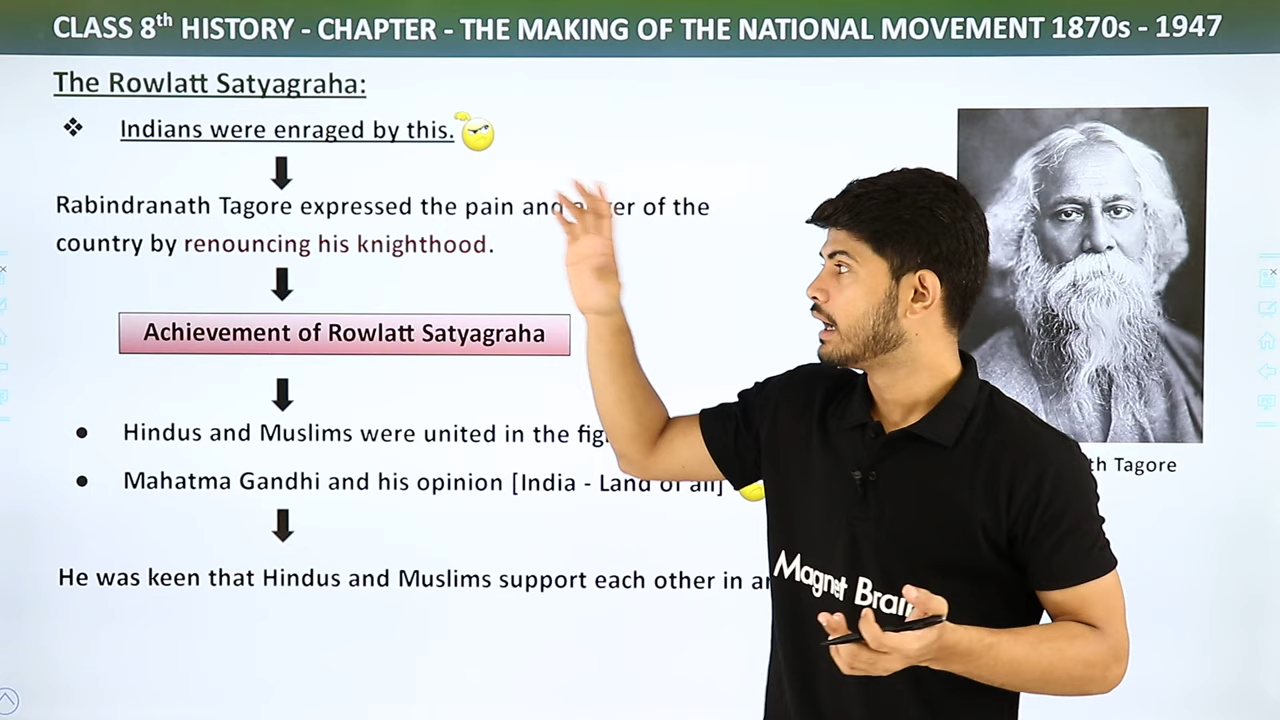 CLASS 8th HISTORY - CHAPTER - THE MAKING OF THE NATIONAL MOVEMENT 1870s - 1947
The Rowlatt Satyagraha:
❖ Indians were enraged by this.
Rabindranath Tagore expressed the pain and of the
country by renouncing his knighthood.
Achievement of Rowlatt Satyagraha
● Hindus and Muslims were united in the
● Mahatma Gandhi and his opinion [India - Land of all]
Tagore
He was keen that Hindus and Muslims support each other in
Magnet